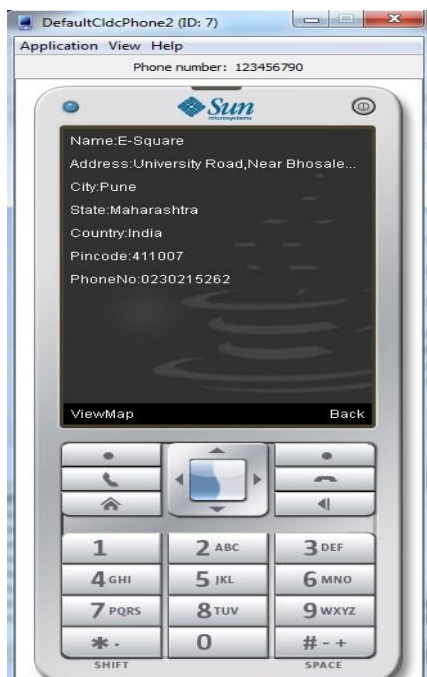 DefaultCldcPhone2 (ID: 7)
Application View Help
Phone number: 123456790
Sun
microsystems
Name:E-Square
Address:University Road,Near Bhosale...
City:Pune
State:Maharashtra
Country:India
Pincode:411007
PhoneNo:0230215262
ViewMap Back
1 2 ABC 3 DEF
4 GHI 5 JKL 6 MNO
7 PQRS 8 TUV 9 WXYZ
* . 0 # - +
SHIFT SPACE